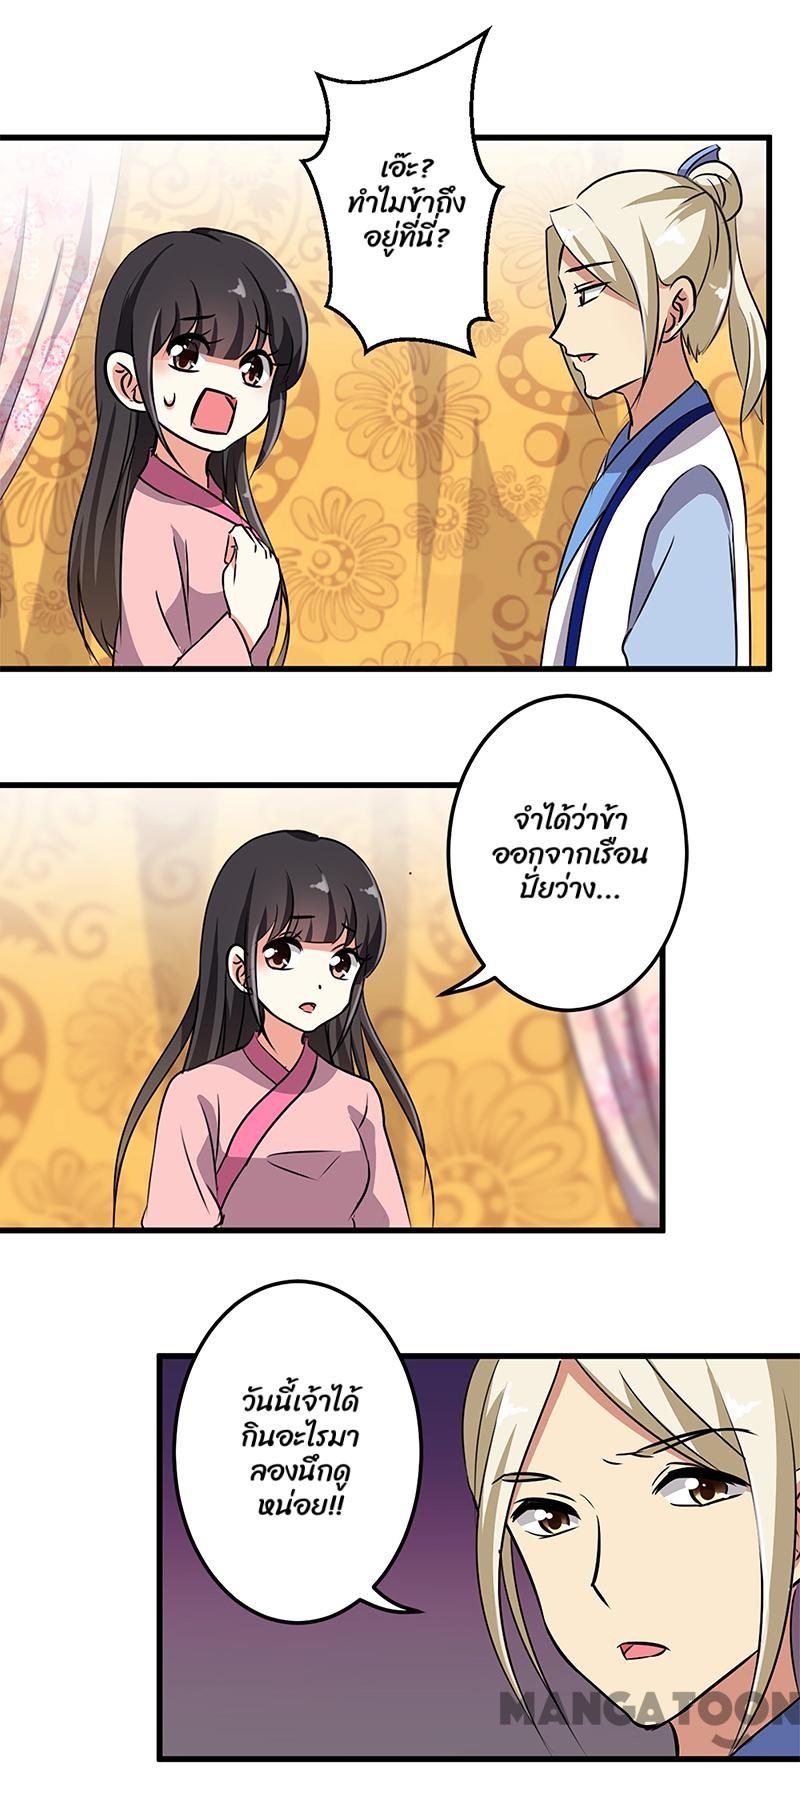 เอ๊ะ?
ทำไมข้าถึง
อยู่ที่นี่?
จำได้ว่าข้า
ออกจากเรือน
ปั่ยว่าง...
วันนี้เจ้าได้
กินอะไรมา
ลองนึกดู
หน่อย!!
MANGATOON